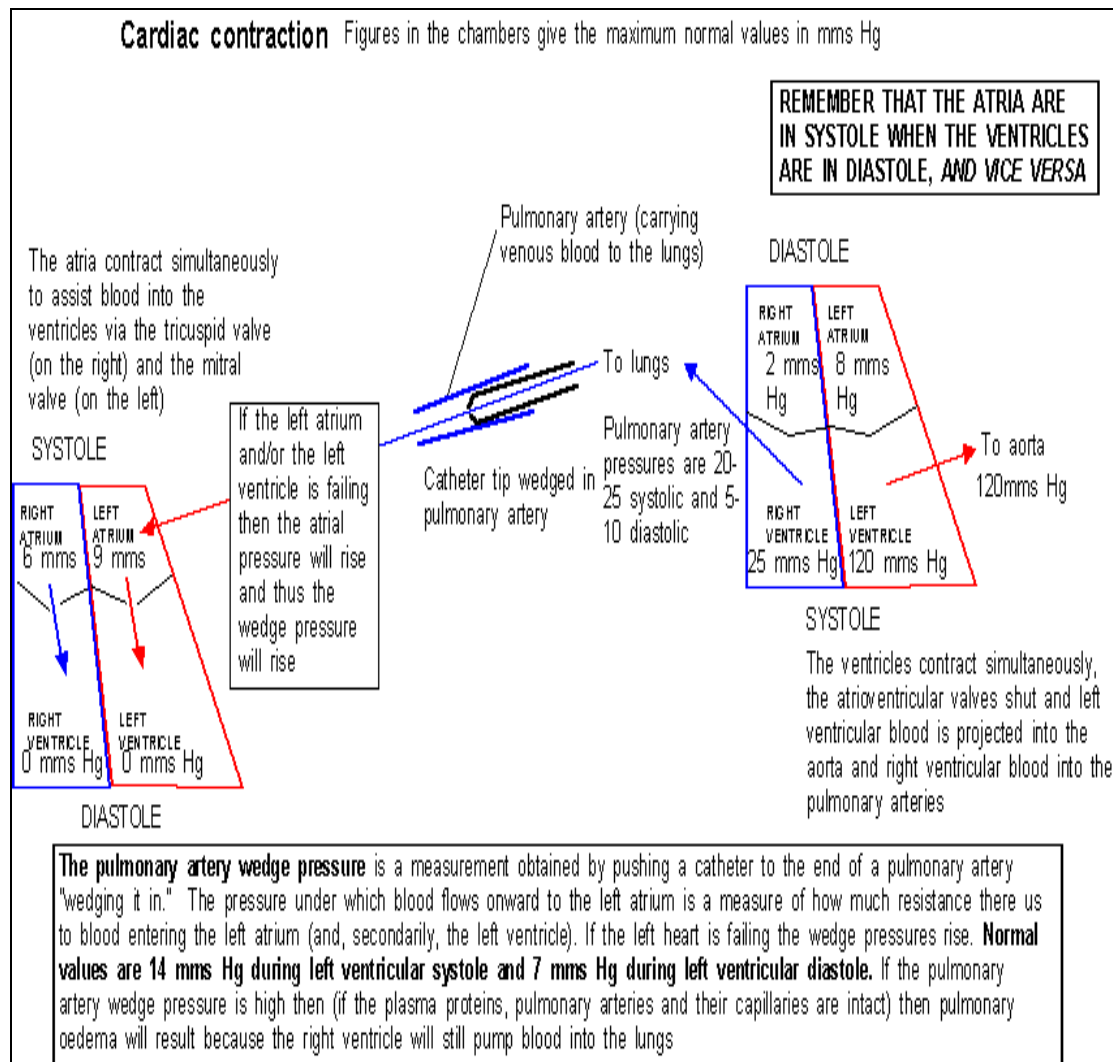 Cardiac contraction Figures in the chambers give the maximum normal values in mms Hg
REMEMBER THAT THE ATRIA ARE
IN SYSTOLE WHEN THE VENTRICLES
ARE IN DIASTOLE, AND VICE VERSA
Pulmonary artery (carrying
venous blood to the lungs)
The atria contract simultaneously
to assist blood into the
ventricles via the tricuspid valve
(on the right) and the mitral
valve (on the left)
SYSTOLE
RIGHT
ATRIUM
6 mms
LEFT
ATRIUM
9 mms
RIGHT
VENTRICLE
0 mms Hg
LEFT
VENTRICLE
0 mms Hg
DIASTOLE
If the left atrium
and/or the left
ventricle is failing
then the atrial
pressure will rise
and thus the
wedge pressure
will rise
Catheter tip wedged in
pulmonary artery
To lungs
Pulmonary artery
pressures are 20-
25 systolic and 5-
10 diastolic
DIASTOLE
RIGHT
ATRIUM
2 mms
Hg
LEFT
ATRIUM
8 mms
Hg
RIGHT
VENTRICLE
25 mms Hg
LEFT
VENTRICLE
120 mms Hg
To aorta
120mms Hg
SYSTOLE
The ventricles contract simultaneously,
the atrioventricular valves shut and left
ventricular blood is projected into the
aorta and right ventricular blood into the
pulmonary arteries
The pulmonary artery wedge pressure is a measurement obtained by pushing a catheter to the end of a pulmonary artery
"wedging it in." The pressure under which blood flows onward to the left atrium is a measure of how much resistance there us
to blood entering the left atrium (and, secondarily, the left ventricle). If the left heart is failing the wedge pressures rise. Normal
values are 14 mms Hg during left ventricular systole and 7 mms Hg during left ventricular diastole. If the pulmonary
artery wedge pressure is high then (if the plasma proteins, pulmonary arteries and their capillaries are intact) then pulmonary
oedema will result because the right ventricle will still pump blood into the lungs